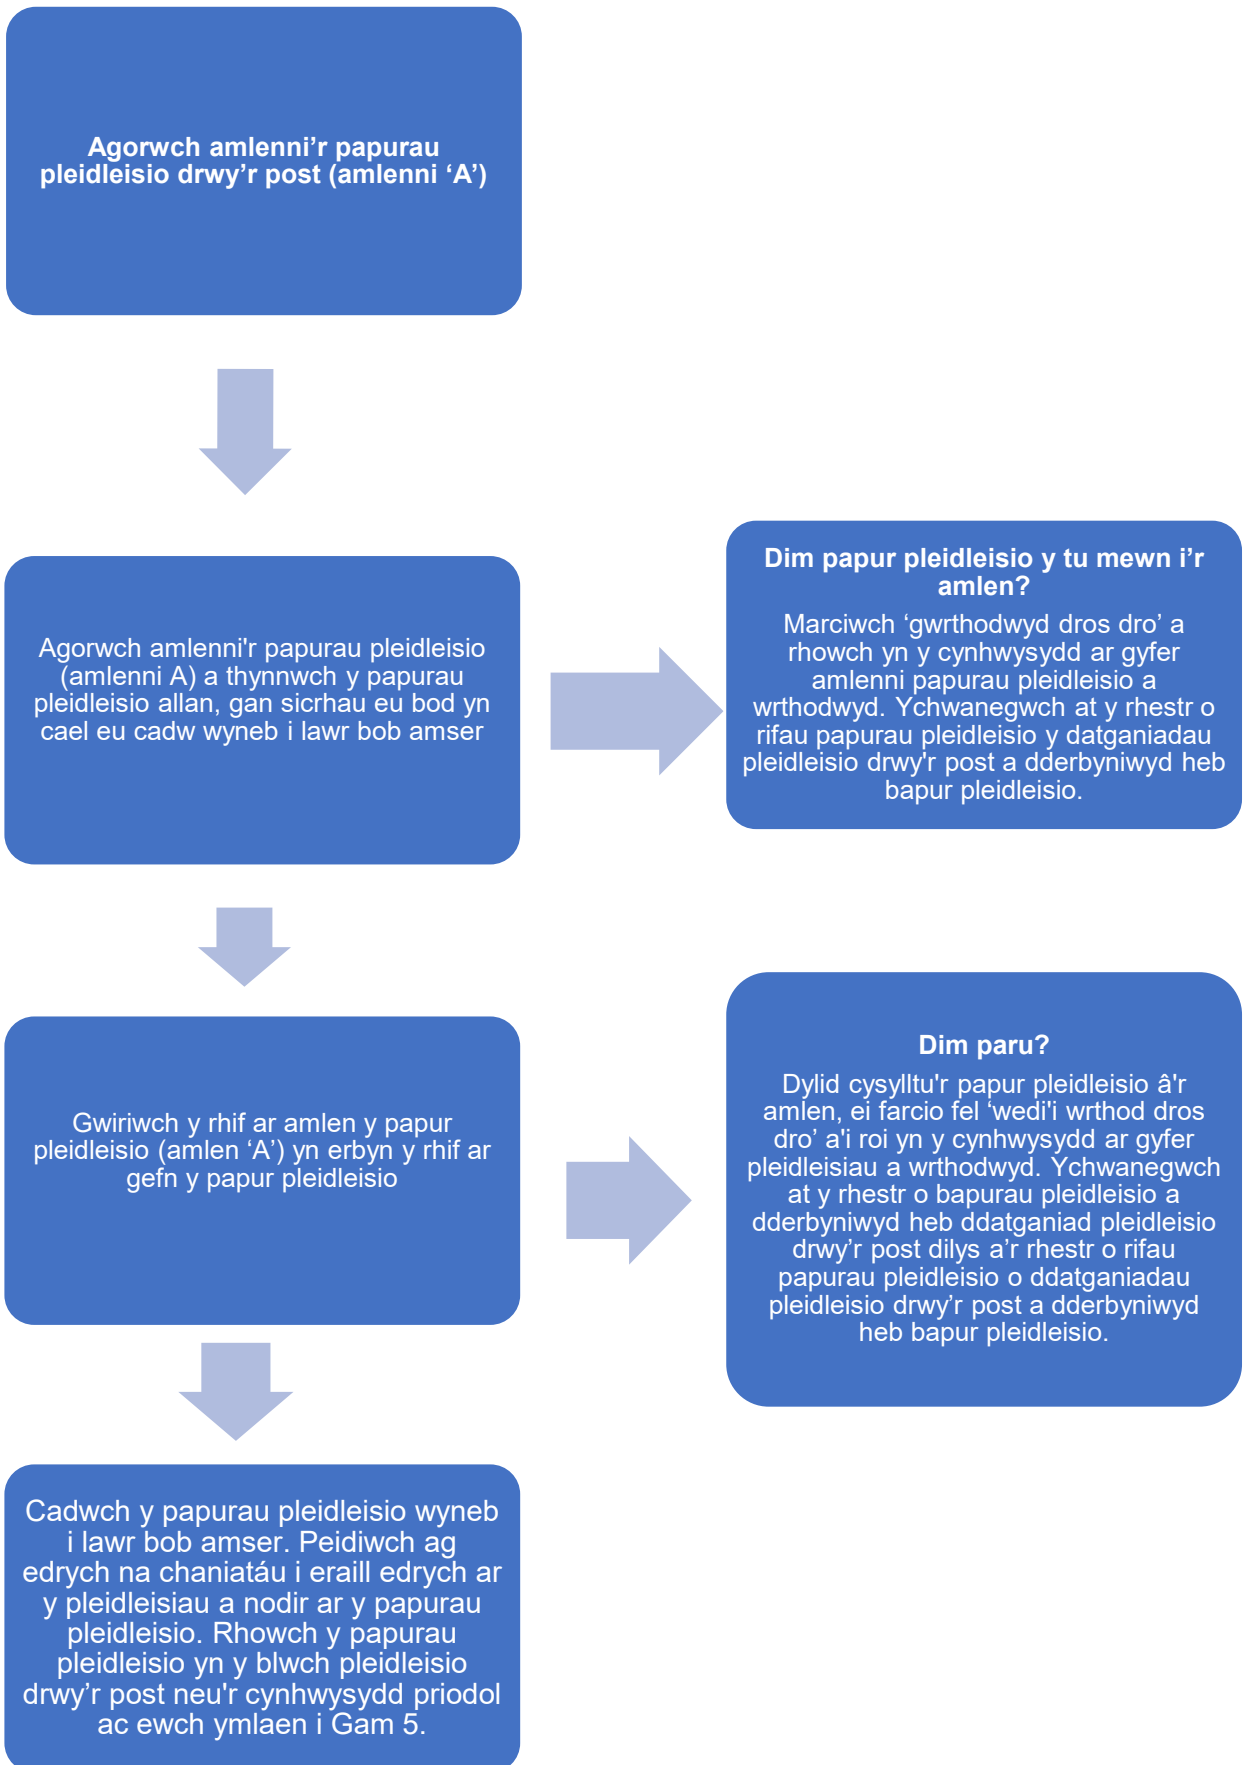 Agorwch amlenni’r papurau
pleidleisio drwy’r post (amlenni ‘A’)
Agorwch amlenni'r papurau pleidleisio
(amlenni A) a thynnwch y papurau
pleidleisio allan, gan sicrhau eu bod yn
cael eu cadw wyneb i lawr bob amser
Dim papur pleidleisio y tu mewn i’r
amlen?
Marciwch ‘gwrthodwyd dros dro’ a
rhowch yn y cynhwysydd ar gyfer
amlenni papurau pleidleisio a
wrthodwyd. Ychwanegwch at y rhestr o
rifau papurau pleidleisio y datganiadau
pleidleisio drwy'r post a dderbyniwyd heb
bapur pleidleisio.
Gwiriwch y rhif ar amlen y papur
pleidleisio (amlen ‘A’) yn erbyn y rhif ar
gefn y papur pleidleisio
Dim paru?
Dylid cysylltu'r papur pleidleisio â'r
amlen, ei farcio fel ‘wedi'i wrthod dros
dro’ a'i roi yn y cynhwysydd ar gyfer
pleidleisiau a wrthodwyd. Ychwanegwch
at y rhestr o bapurau pleidleisio a
dderbyniwyd heb ddatganiad pleidleisio
drwy’r post dilys a’r rhestr o rifau
papurau pleidleisio o ddatganiadau
pleidleisio drwy’r post a dderbyniwyd
heb bapur pleidleisio.
Cadwch y papurau pleidleisio wyneb
i lawr bob amser. Peidiwch ag
edrych na chaniatáu i eraill edrych ar
y pleidleisiau a nodir ar y papurau
pleidleisio. Rhowch y papurau
pleidleisio yn y blwch pleidleisio
drwy’r post neu'r cynhwysydd priodol
ac ewch ymlaen i Gam 5.